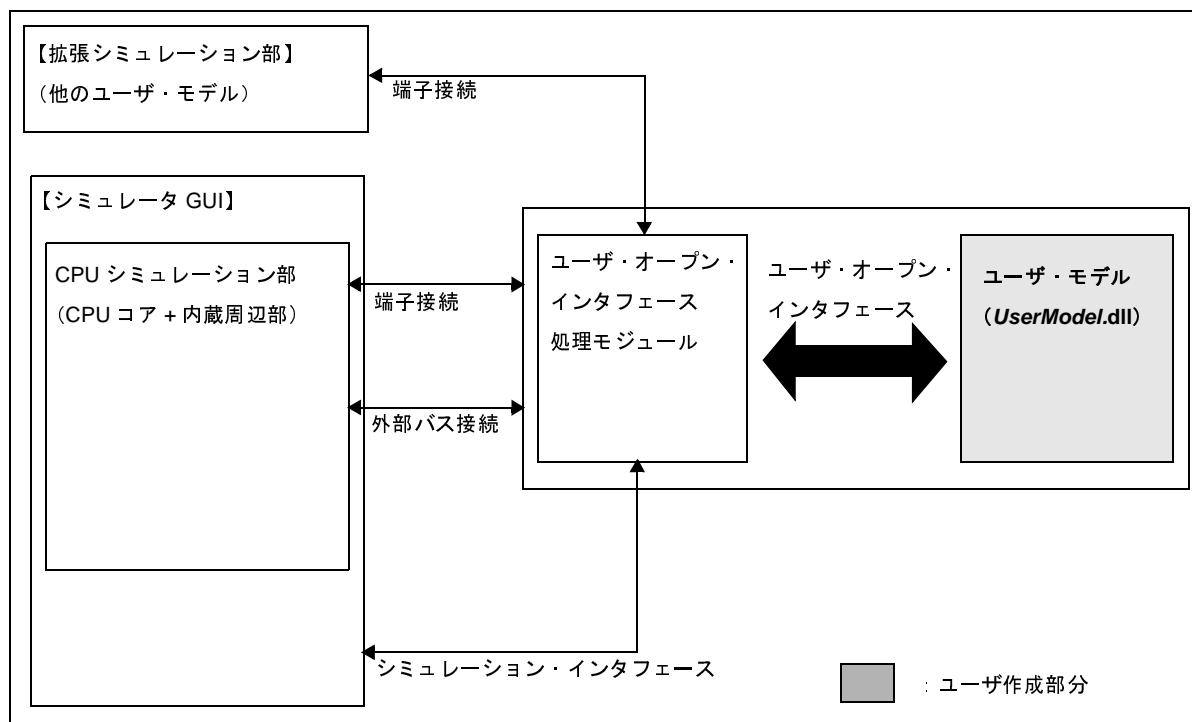 【拡張シミュレーション部】
（他のユーザ・モデル）
端子接続
【シミュレータ GUI】
CPU シミュレーション部
（CPU コア + 内蔵周辺部）
端子接続
外部バス接続
ユーザ・オープン・
インタフェース
処理モジュール
ユーザ・オープン・
インタフェース
ユーザ・モデル
（UserModel.dll）
シミュレーション・インタフェース
: ユーザ作成部分